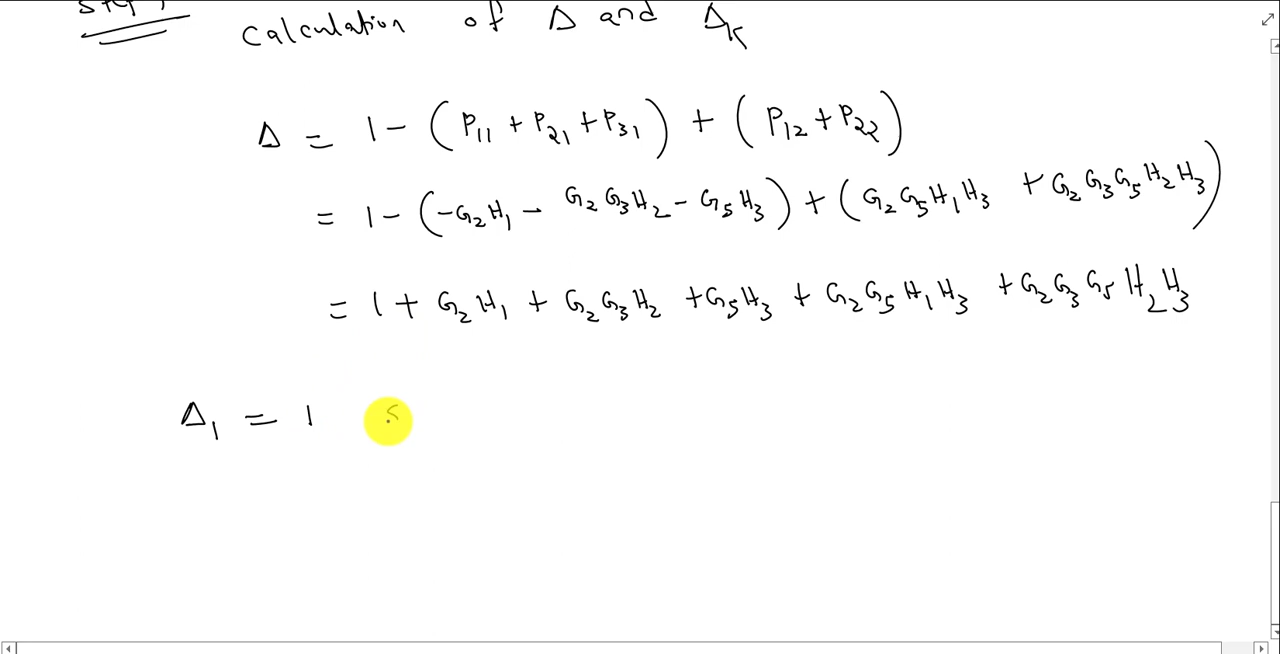 calculation of Δ and Δk
Δ = 1 - (P11 + P21 + P31) + (P12 + P22)
= 1 - (-G2H1 - G2G3H2 - G5H3) + (G2G5H1H3 + G2G3G5H2H3)
= 1 + G2H1 + G2G3H2 + G5H3 + G2G5H1H3 + G2G3G5H2H3
Δ1 = 1